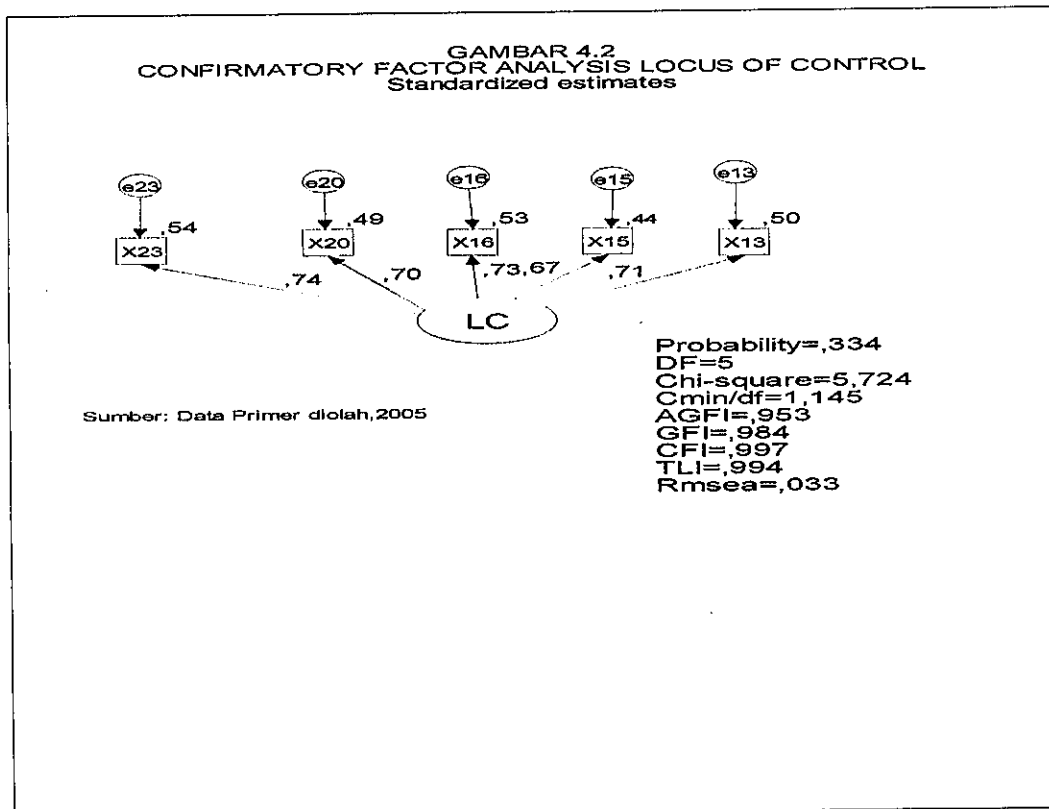 GAMBAR 4.2
CONFIRMATORY FACTOR ANALYSIS LOCUS OF CONTROL
Standardized estimates
e23 e20 e16 e15 e13
,54 ,49 ,53 ,44 ,50
X23 X20 X16 X15 X13
,74 ,70 ,73 ,67 ,71
LC
Probability=,334
DF=5
Chi-square=5,724
Cmin/df=1,145
AGFI=,953
GFI=,984
CFI=,997
TLI=,994
Rmsea=,033
Sumber: Data Primer diolah,2005